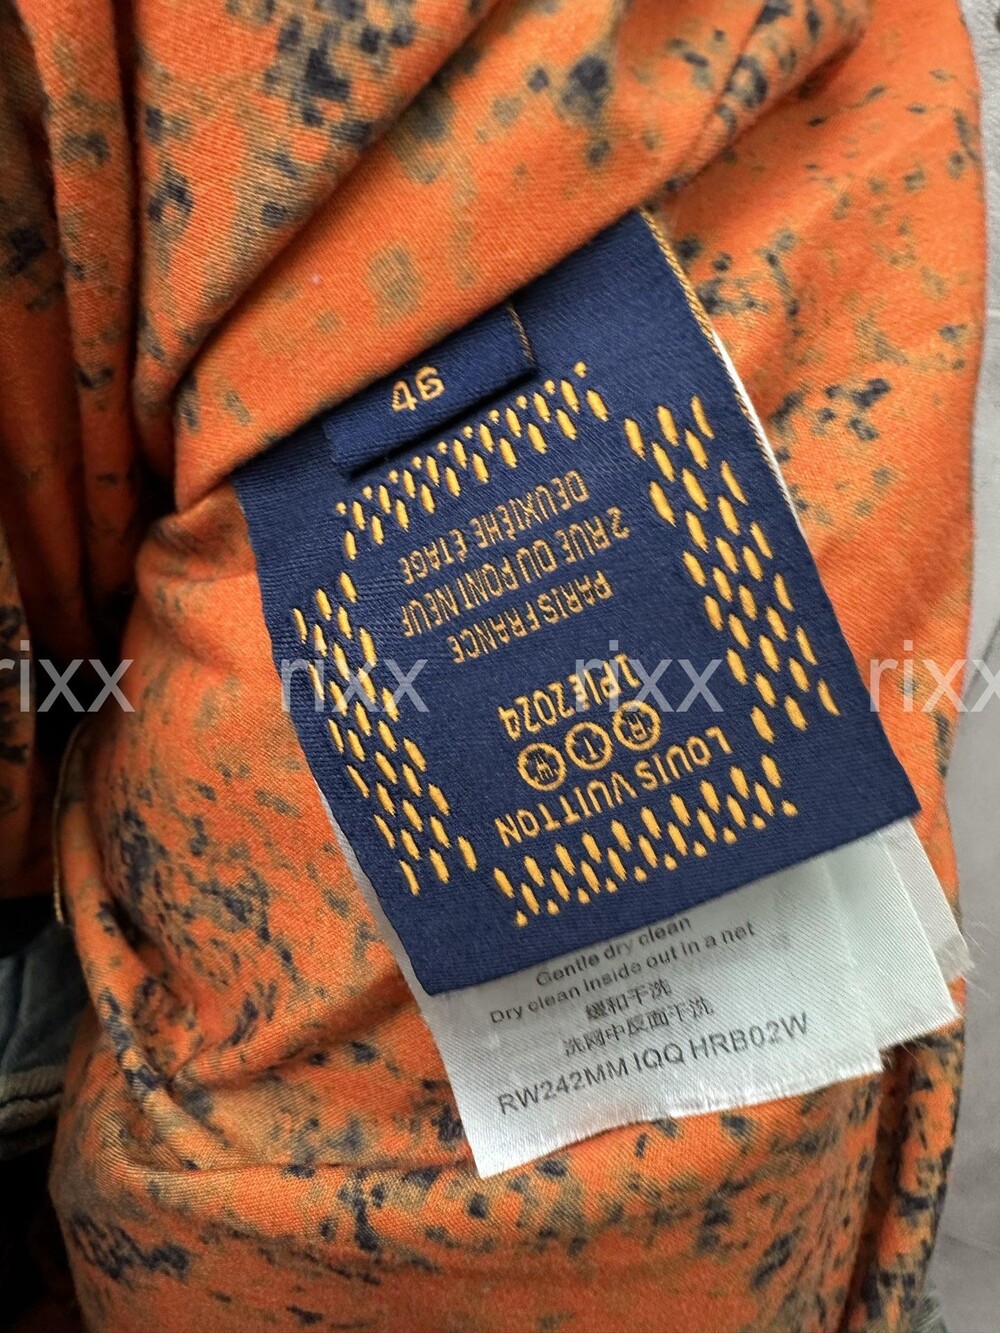 46
LOUIS VUITTON
R T W
1.P|é2024
PARIS FRANCE
2 RUE DU PONT NEUF
DEUXIÈME ÉTAGE
rixx rixx rixx rixx
Gentle dry clean
Dry clean inside out in a net
缓和干洗
洗网中反面干洗
RW242MM IQQ HRB02W